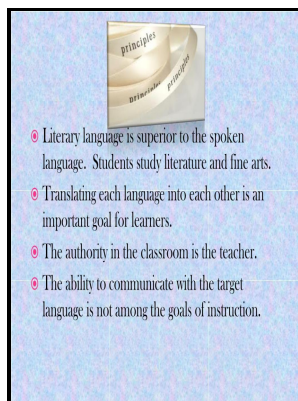 principles
principles
principles
Literary language is superior to the spoken
language. Students study literature and fine arts.
Translating each language into each other is an
important goal for learners.
The authority in the classroom is the teacher.
The ability to communicate with the target
language is not among the goals of instruction.